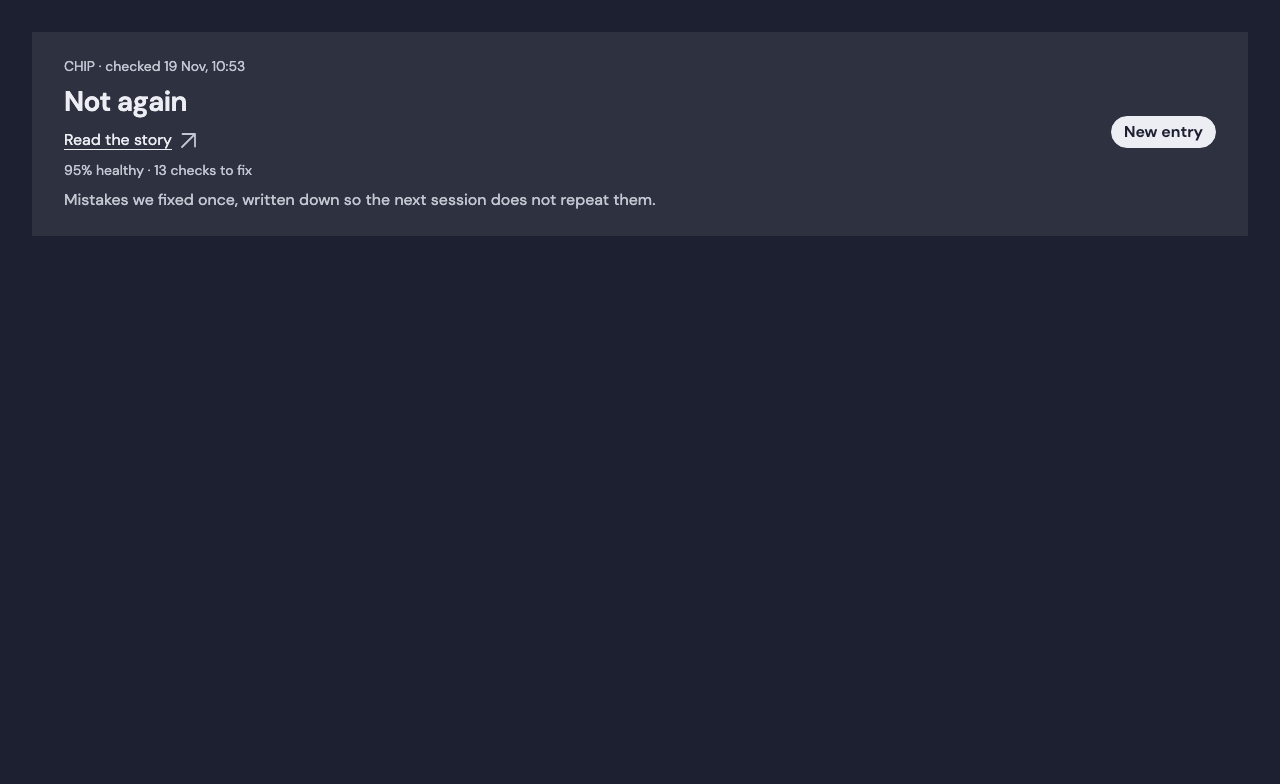 CHIP · checked 19 Nov, 10:53
Not again
Read the story
New entry
95% healthy · 13 checks to fix
Mistakes we fixed once, written down so the next session does not repeat them.